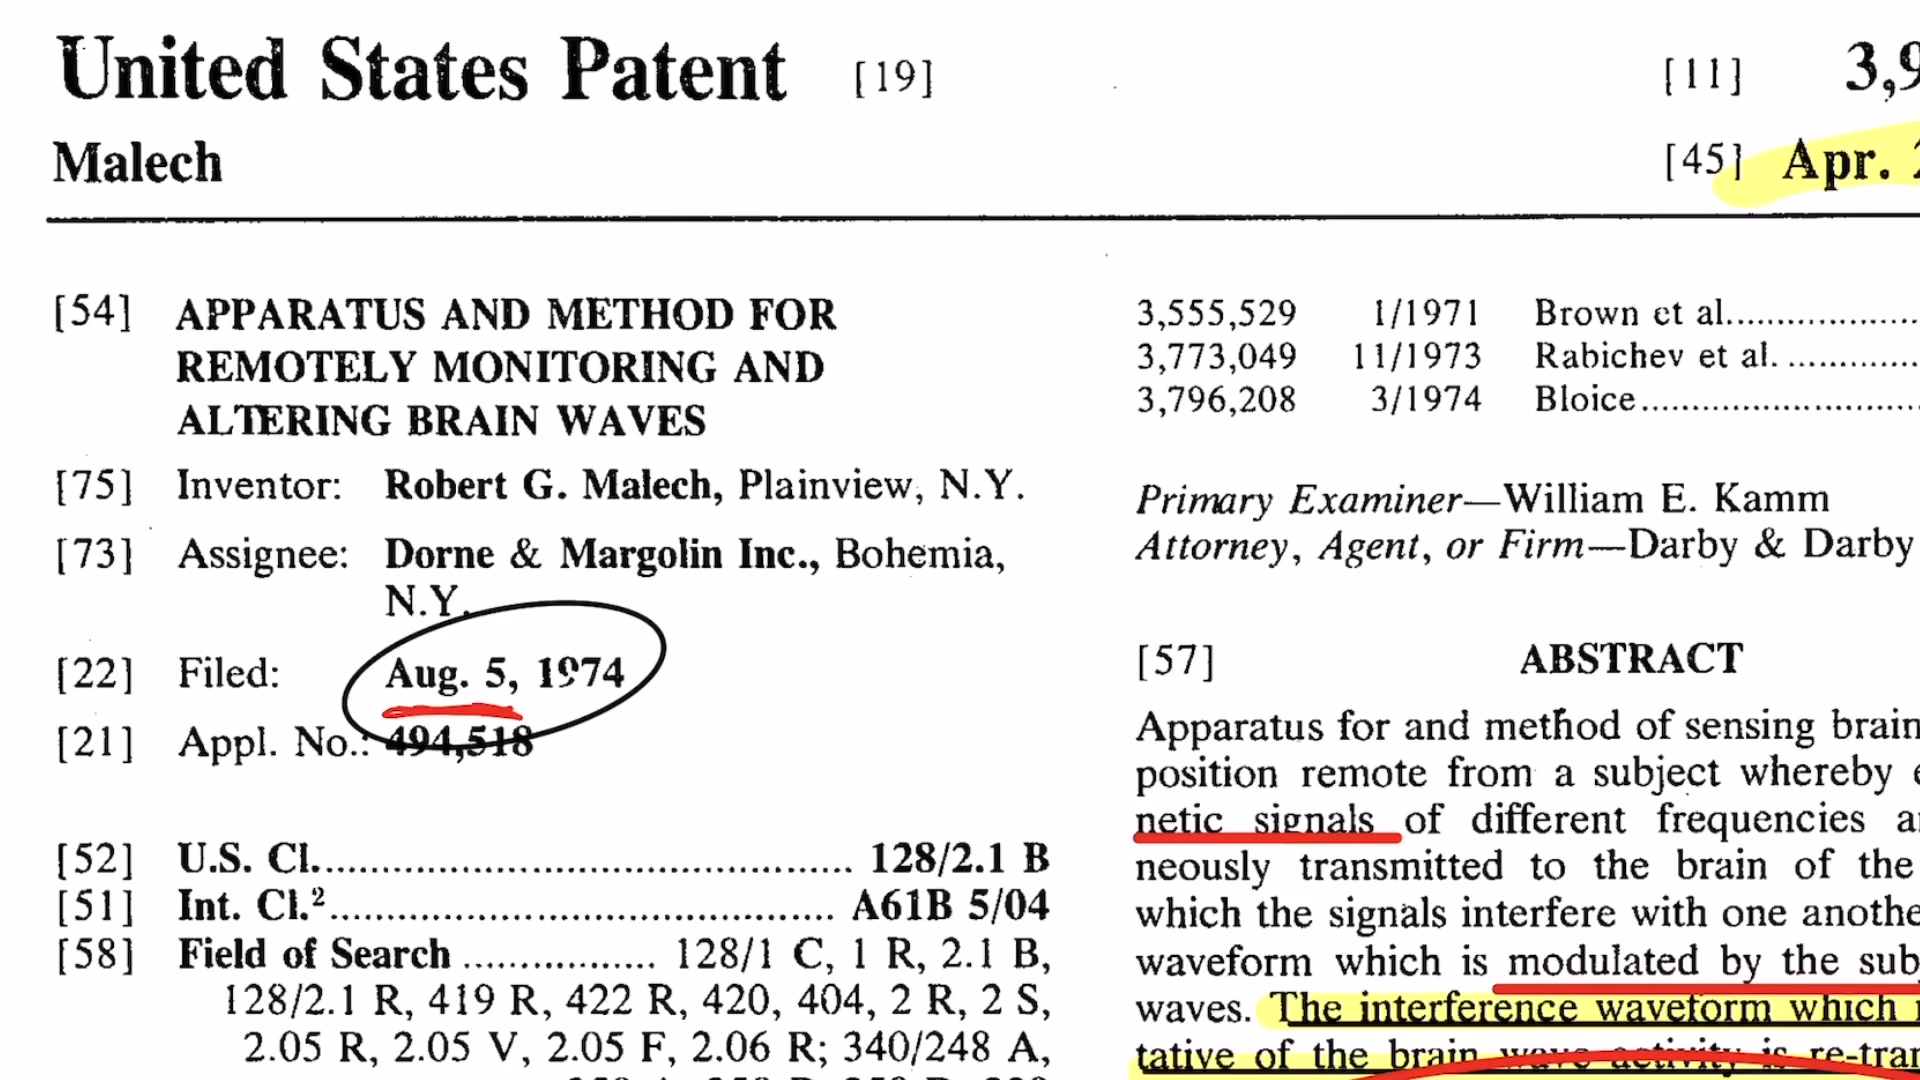 United States Patent [19] [11] 3,9
Malech [45] Apr. 2
[54] APPARATUS AND METHOD FOR
REMOTELY MONITORING AND
ALTERING BRAIN WAVES
[75] Inventor: Robert G. Malech, Plainview, N.Y.
[73] Assignee: Dorne & Margolin Inc., Bohemia,
N.Y.
[22] Filed: Aug. 5, 1974
[21] Appl. No.: 494,518
[52] U.S. Cl. 128/2.1 B
[51] Int. Cl.² A61B 5/04
[58] Field of Search 128/1 C, 1 R, 2.1 B,
128/2.1 R, 419 R, 422 R, 420, 404, 2 R, 2 S,
2.05 R, 2.05 V, 2.05 F, 2.06 R; 340/248 A,
3,555,529 1/1971 Brown et al.
3,773,049 11/1973 Rabichev et al.
3,796,208 3/1974 Bloice
Primary Examiner—William E. Kamm
Attorney, Agent, or Firm—Darby & Darby
[57] ABSTRACT
Apparatus for and method of sensing brain
position remote from a subject whereby e
netic signals of different frequencies a
neously transmitted to the brain of the
which the signals interfere with one anothe
waveform which is modulated by the sub
waves. The interference waveform which
tative of the brain wave activity is re-tran